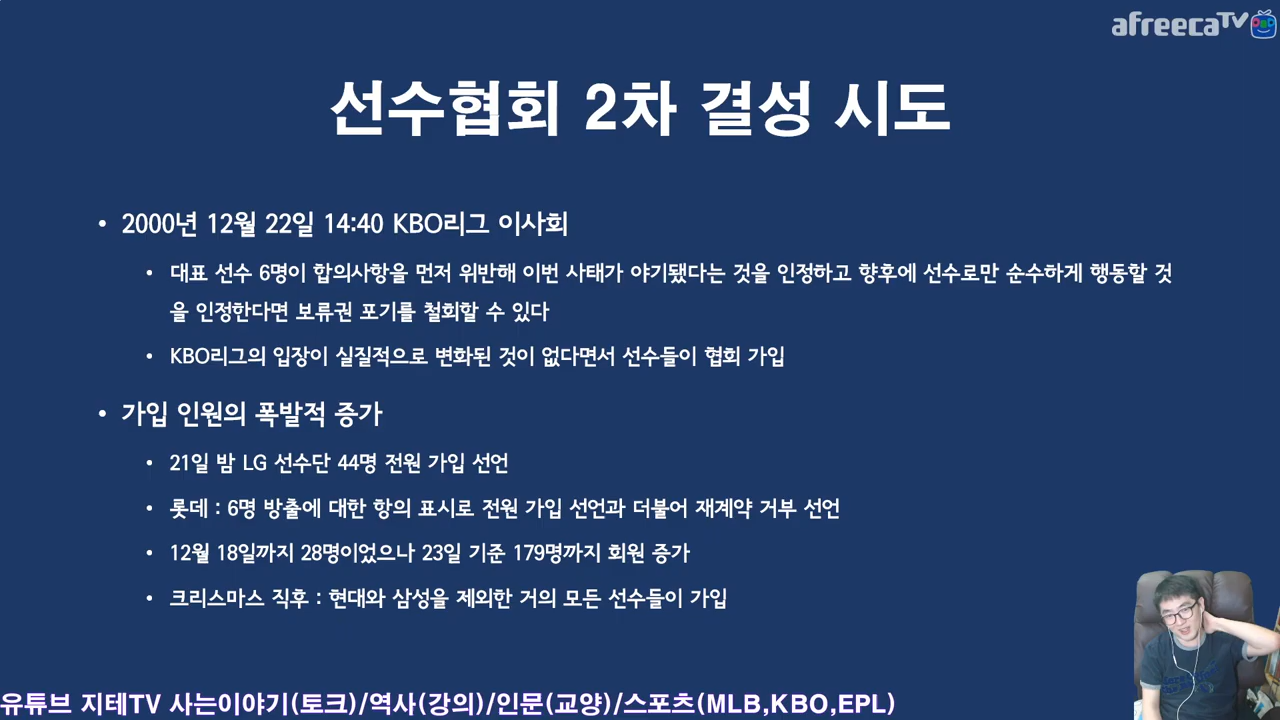 afreecaTV
선수협회 2차 결성 시도
• 2000년 12월 22일 14:40 KBO리그 이사회
• 대표 선수 6명이 합의사항을 먼저 위반해 이번 사태가 야기됐다는 것을 인정하고 향후에 선수로만 순수하게 행동할 것
을 인정한다면 보류권 포기를 철회할 수 있다
• KBO리그의 입장이 실질적으로 변화된 것이 없다면서 선수들이 협회 가입
• 가입 인원의 폭발적 증가
• 21일 밤 LG 선수단 44명 전원 가입 선언
• 롯데 : 6명 방출에 대한 항의 표시로 전원 가입 선언과 더불어 재계약 거부 선언
• 12월 18일까지 28명이었으나 23일 기준 179명까지 회원 증가
• 크리스마스 직후 : 현대와 삼성을 제외한 거의 모든 선수들이 가입
유튜브 지테TV 사는이야기(토크)/역사(강의)/인문(교양)/스포츠(MLB,KBO,EPL)